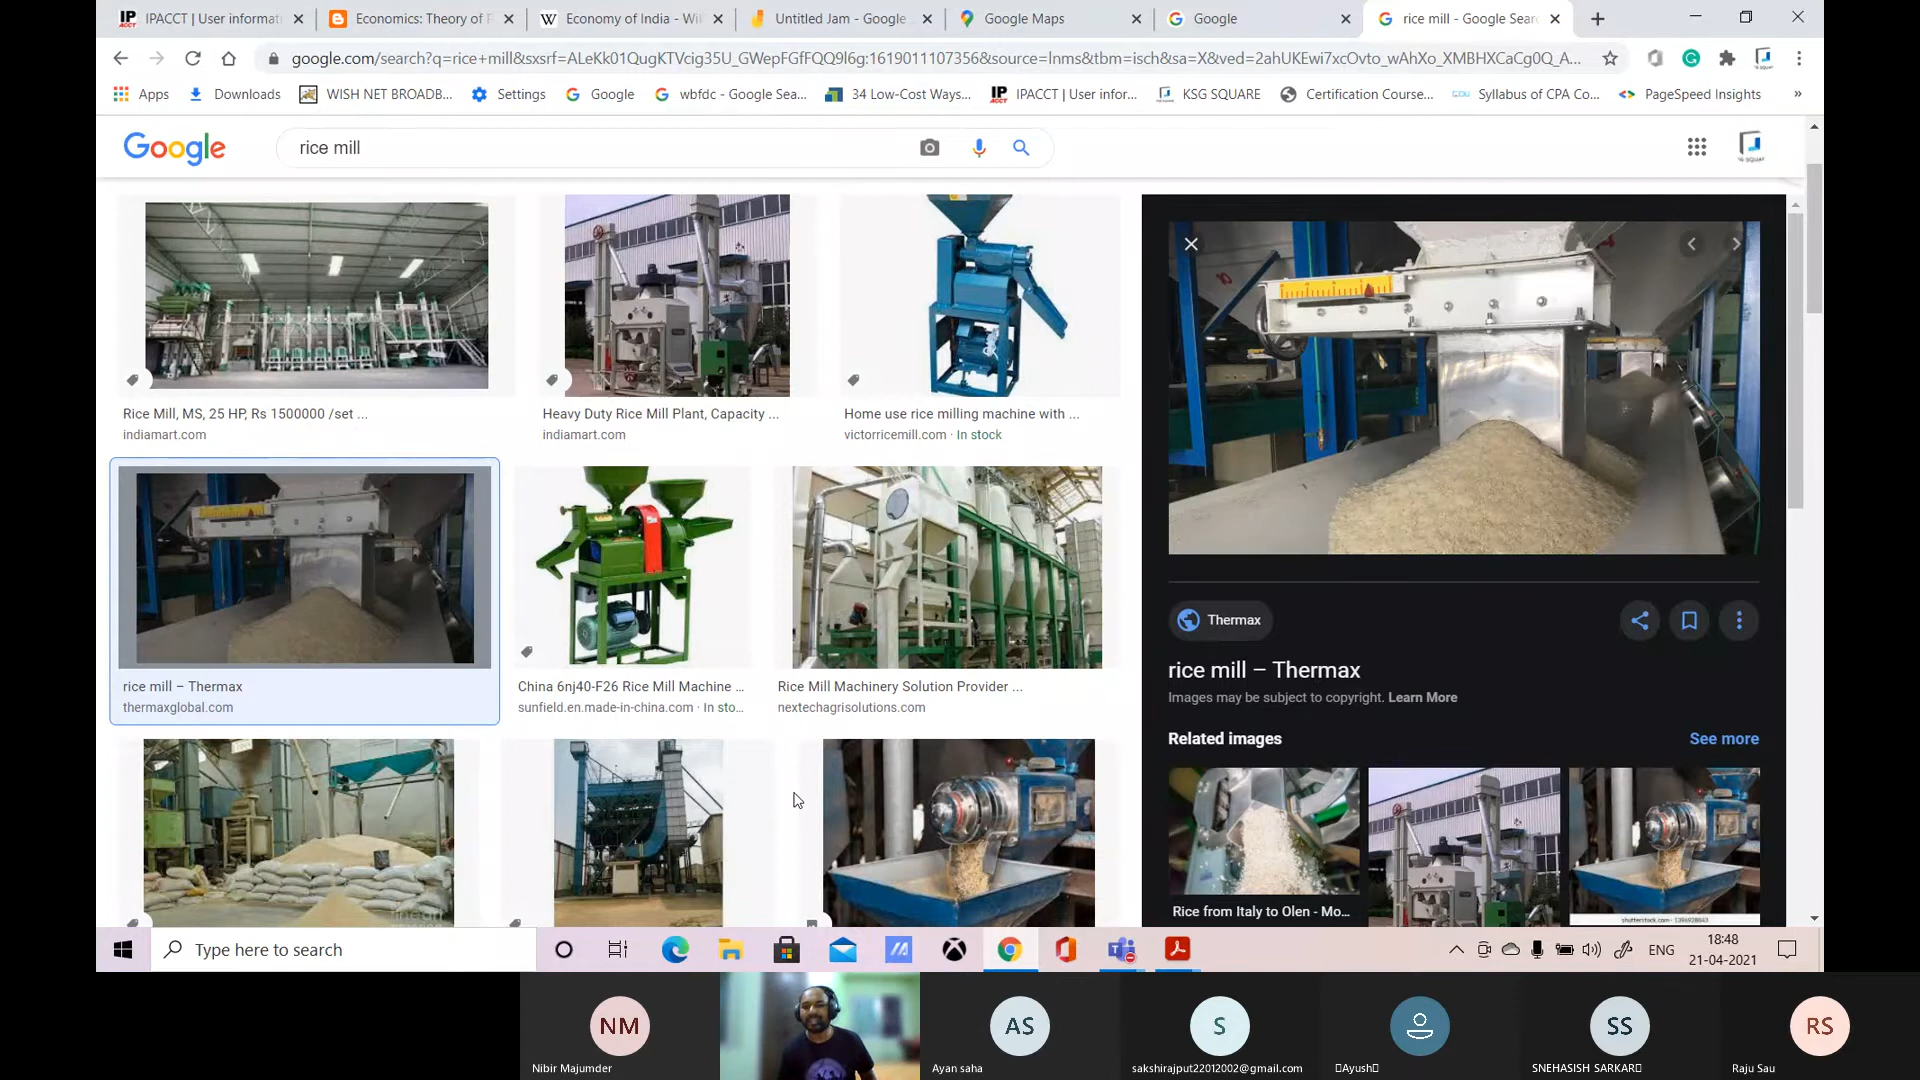 IPACCT | User informat
Economics: Theory of
Economy of India - Wi
Untitled Jam - Google
Google Maps
Google
rice mill - Google Sear
google.com/search?q=rice+mill&sxsrf=ALeKk01QugKTVcig35U_GWepFGfFQQ9l6g:1619011107356&source=lnms&tbm=isch&sa=X&ved=2ahUKEwi7xcOvto_wAhXo_XMBHXCaCg0Q_A...
Apps
Downloads
WISH NET BROADB...
Settings
Google
wbfdc - Google Sea...
34 Low-Cost Ways...
IPACCT | User infor...
KSG SQUARE
Certification Course...
Syllabus of CPA Co...
PageSpeed Insights
»
Google
rice mill
Rice Mill, MS, 25 HP, Rs 1500000 /set ...
indiamart.com
Heavy Duty Rice Mill Plant, Capacity ...
indiamart.com
Home use rice milling machine with ...
victorricemill.com · In stock
rice mill – Thermax
thermaxglobal.com
China 6nj40-F26 Rice Mill Machine ...
sunfield.en.made-in-china.com · In sto...
Rice Mill Machinery Solution Provider ...
nextechagrisolutions.com
Thermax
rice mill – Thermax
Images may be subject to copyright. Learn More
Related images
See more
Rice from Italy to Olen - Mo...
Type here to search
ENG
18:48
21-04-2021
NM
Nibir Majumder
AS
Ayan saha
S
sakshirajput22012002@gmail.com
Ayush
SS
SNEHASISH SARKAR
RS
Raju Sau